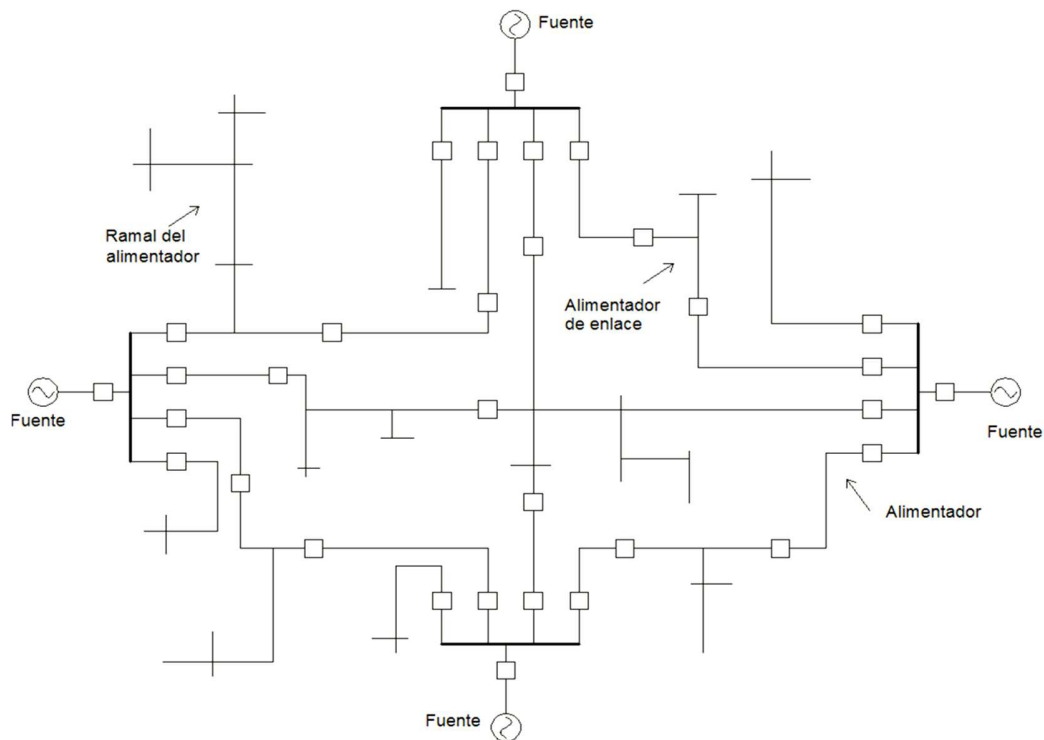 Fuente
Ramal del
alimentador
Alimentador
de enlace
Fuente
Fuente
Alimentador
Fuente